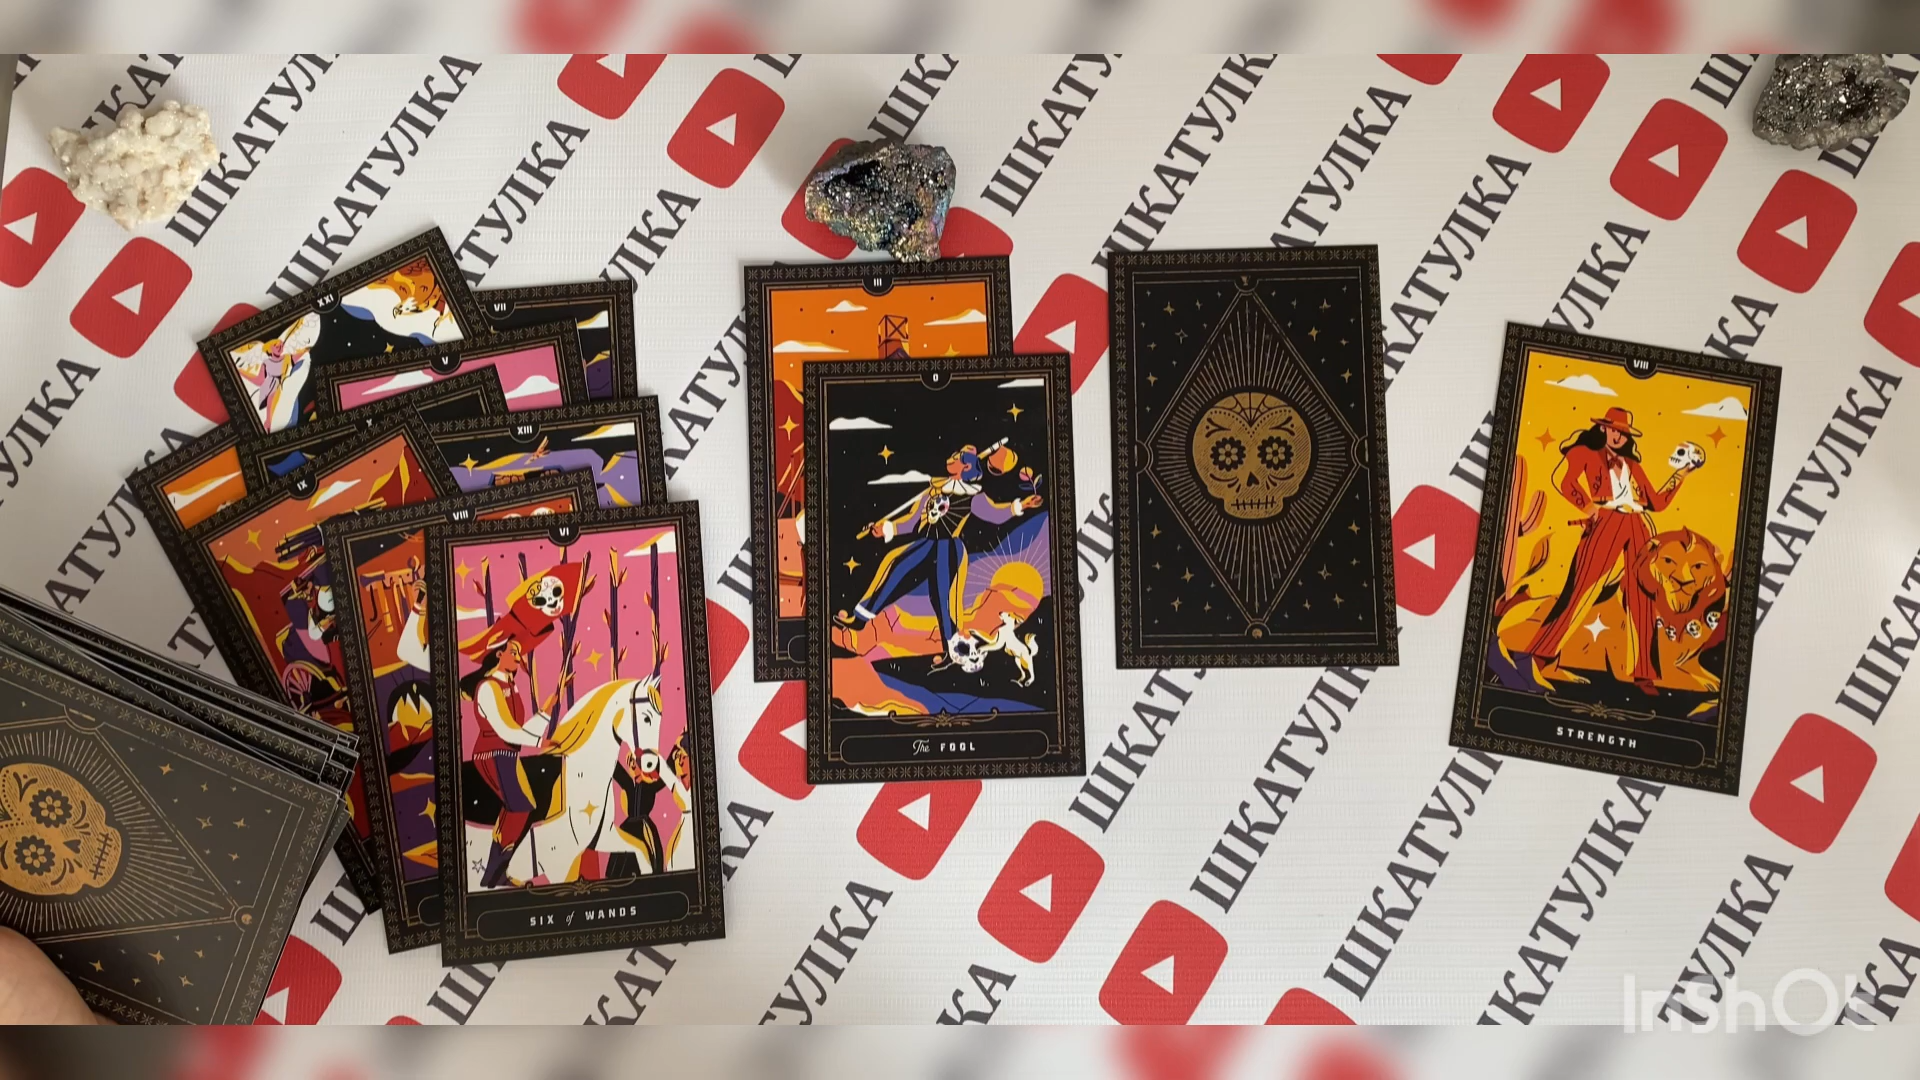 ШКАТУЛКА
XXI
VII
V
X
XIII
IX
VIII
VI
SIX of WANDS
III
0
The FOOL
VIII
STRENGTH
InShOt